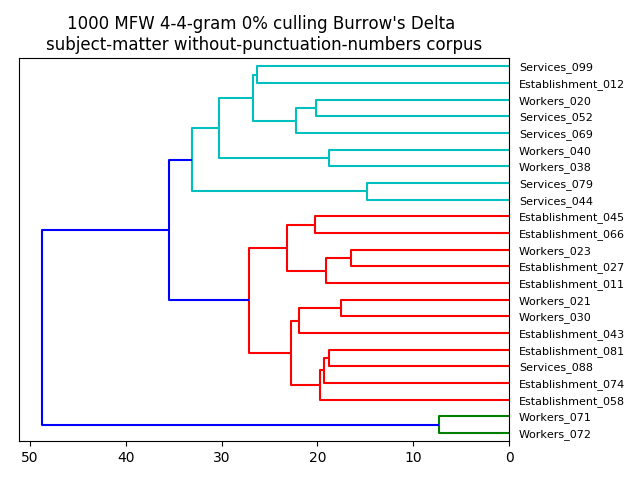 1000 MFW 4-4-gram 0% culling Burrow's Delta
subject-matter without-punctuation-numbers corpus
Services_099
Establishment_012
Workers_020
Services_052
Services_069
Workers_040
Workers_038
Services_079
Services_044
Establishment_045
Establishment_066
Workers_023
Establishment_027
Establishment_011
Workers_021
Workers_030
Establishment_043
Establishment_081
Services_088
Establishment_074
Establishment_058
Workers_071
Workers_072
50 40 30 20 10 0